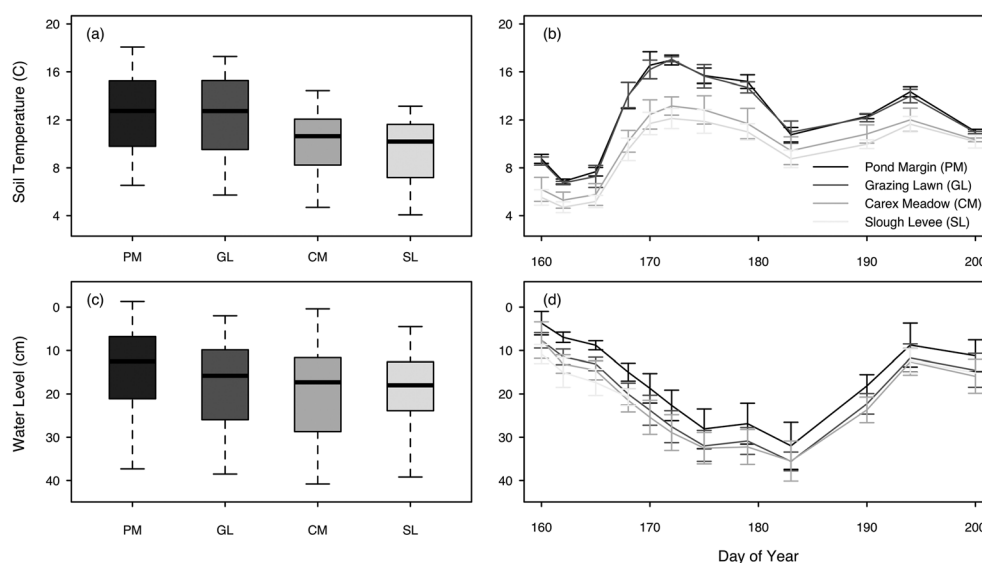 (a)
Soil Temperature (C)
20
16
12
8
4
PM
GL
CM
SL
(b)
20
16
12
8
4
Pond Margin (PM)
Grazing Lawn (GL)
Carex Meadow (CM)
Slough Levee (SL)
160
170
180
190
200
(c)
Water Level (cm)
0
10
20
30
40
PM
GL
CM
SL
(d)
0
10
20
30
40
160
170
180
190
200
Day of Year